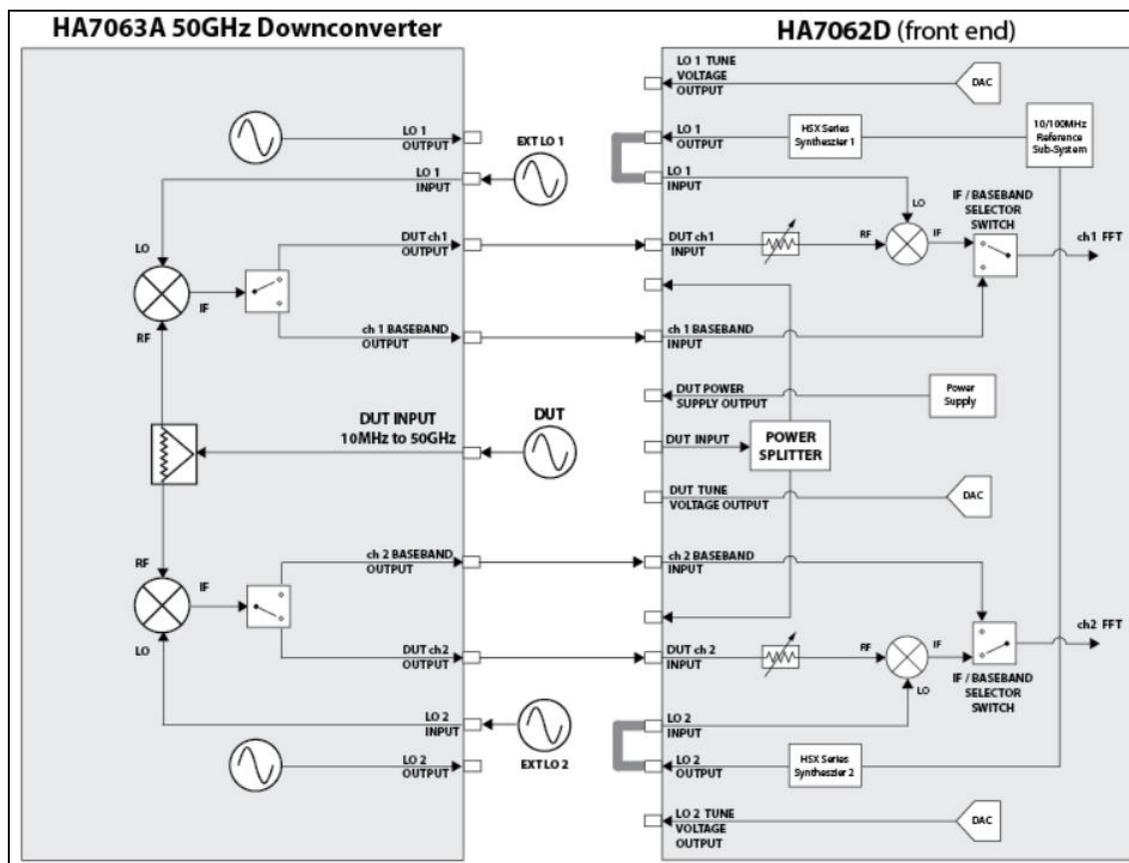 HA7063A 50GHz Downconverter
HA7062D (front end)
LO 1
OUTPUT
LO 1
INPUT
EXT LO 1
LO
DUT ch1
OUTPUT
IF
RF
ch 1 BASEBAND
OUTPUT
DUT INPUT
10MHz to 50GHz
DUT
RF
ch 2 BASEBAND
OUTPUT
IF
LO
DUT ch2
OUTPUT
LO 2
INPUT
LO 2
OUTPUT
EXT LO 2
LO 1 TUNE
VOLTAGE
OUTPUT
DAC
LO 1
OUTPUT
HSX Series
Syntheszier 1
10/100MHz
Reference
Sub-System
LO 1
INPUT
LO
IF / BASEBAND
SELECTOR
SWITCH
DUT ch1
INPUT
RF
IF
ch1 FFT
ch 1 BASEBAND
INPUT
DUT POWER
SUPPLY OUTPUT
Power
Supply
DUT INPUT
POWER
SPLITTER
DUT TUNE
VOLTAGE OUTPUT
DAC
ch 2 BASEBAND
INPUT
ch2 FFT
DUT ch 2
INPUT
RF
IF
LO
IF / BASEBAND
SELECTOR
SWITCH
LO 2
INPUT
LO 2
OUTPUT
HSX Series
Syntheszier 2
LO 2 TUNE
VOLTAGE
OUTPUT
DAC